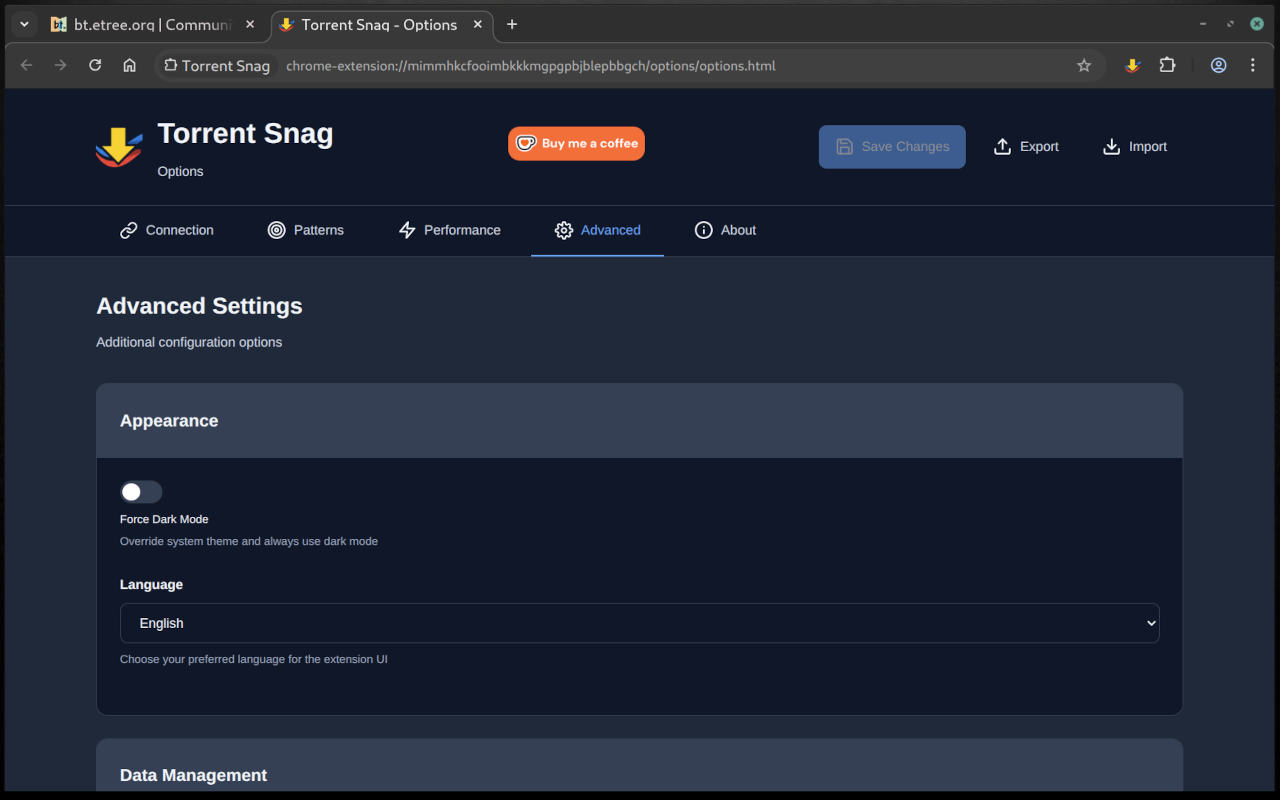 bt.etree.org | Communi
Torrent Snag - Options
Torrent Snag
chrome-extension://mimmhkcfooimbkkkmgpgpbjblepbbgch/options/options.html
Torrent Snag
Options
Buy me a coffee
Save Changes
Export
Import
Connection
Patterns
Performance
Advanced
About
Advanced Settings
Additional configuration options
Appearance
Force Dark Mode
Override system theme and always use dark mode
Language
English
Choose your preferred language for the extension UI
Data Management